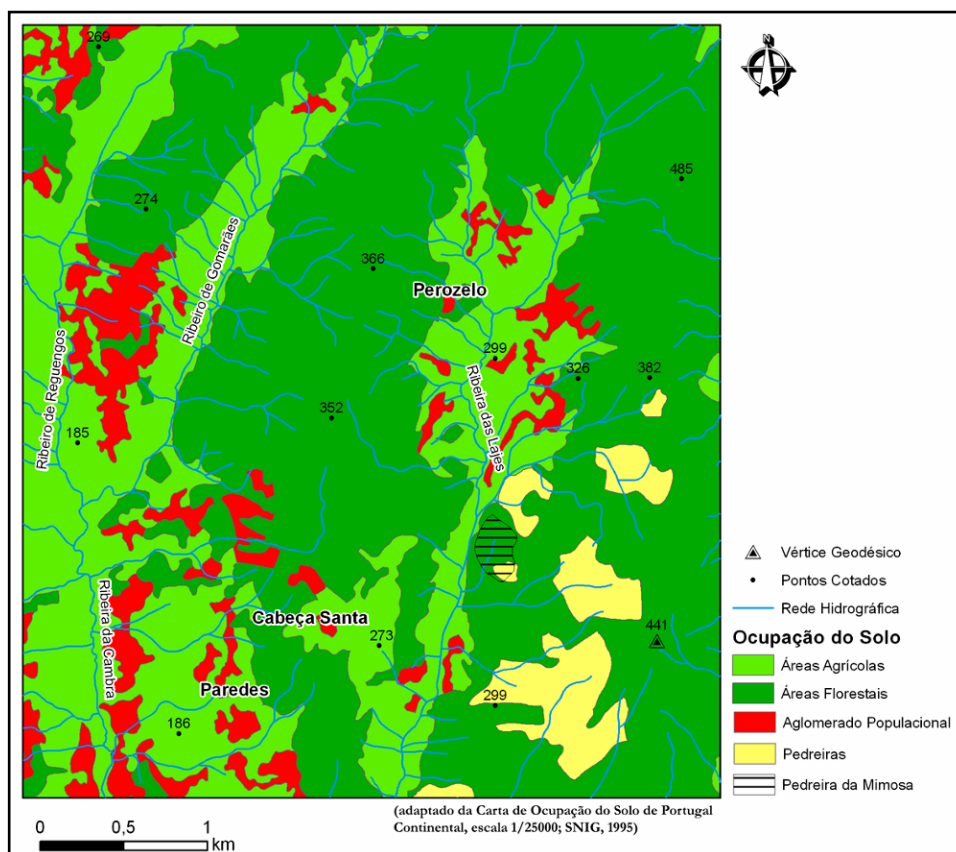 N
269
485
274
Ribeiro de Gomarães
366
Perozelo
299
326
382
Ribeiro de Reguengos
Ribeira das Lajes
352
185
Ribeira da Cambra
Cabeça Santa
273
441
Paredes
299
186
Vértice Geodésico
Pontos Cotados
Rede Hidrográfica
Ocupação do Solo
Áreas Agrícolas
Áreas Florestais
Aglomerado Populacional
Pedreiras
Pedreira da Mimosa
(adaptado da Carta de Ocupação do Solo de Portugal
Continental, escala 1/25000; SNIG, 1995)
0 0,5 1
km